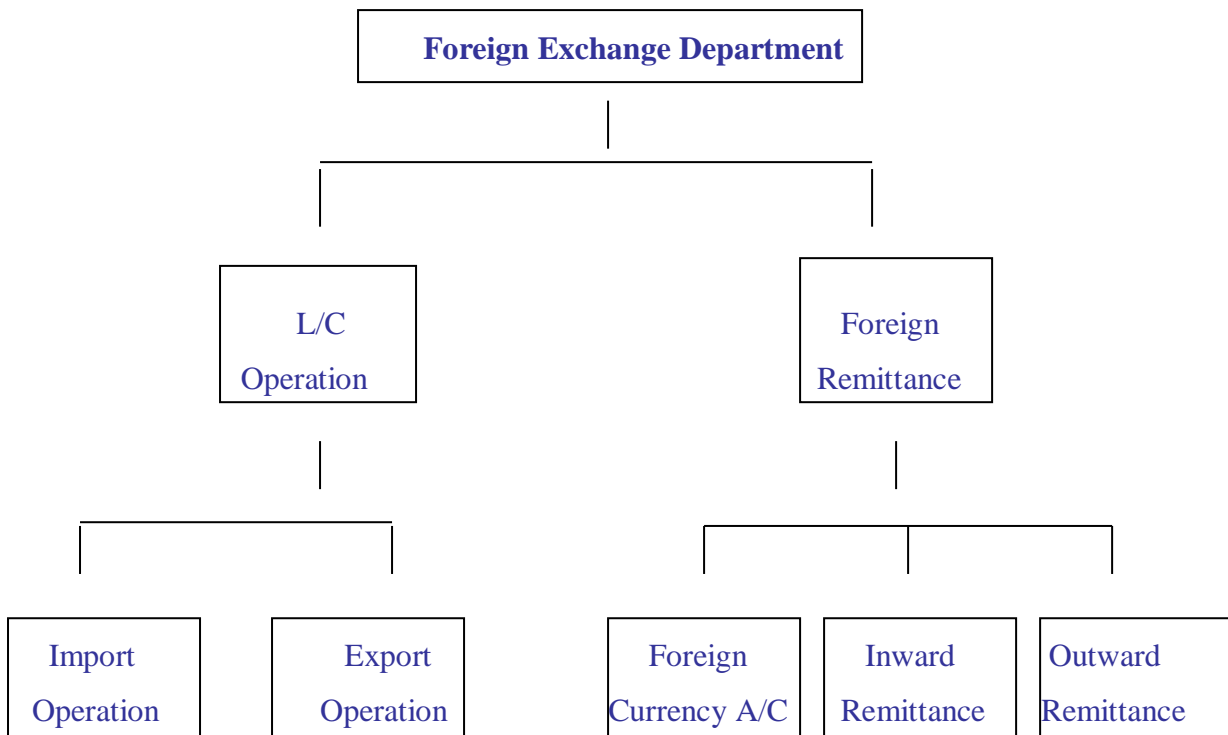 Foreign Exchange Department
L/C
Operation
Foreign
Remittance
Import
Operation
Export
Operation
Foreign
Currency A/C
Inward
Remittance
Outward
Remittance